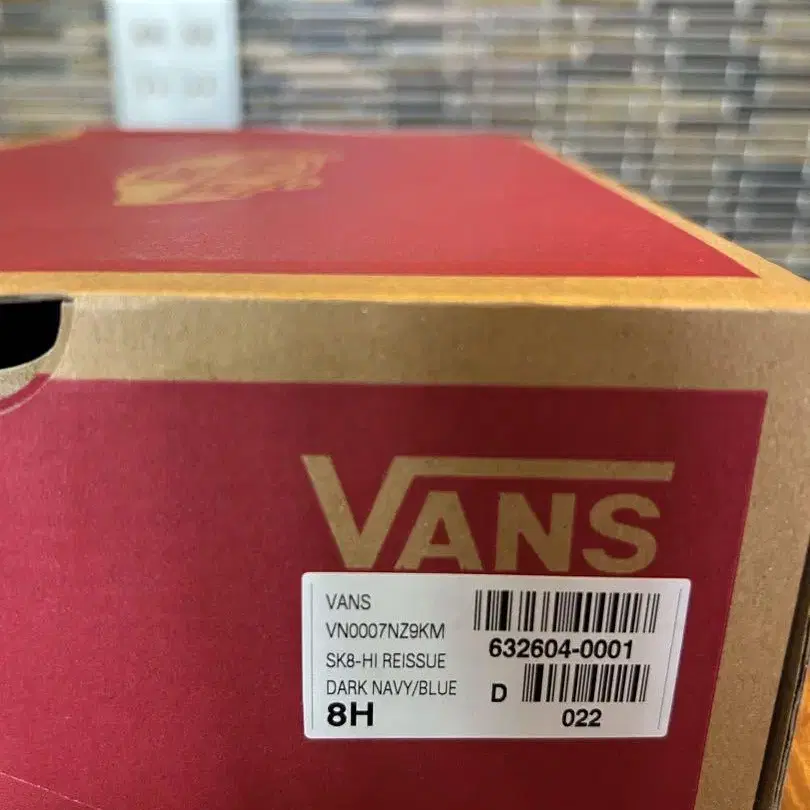 VANS
VANS
VN0007NZ9KM
SK8-HI REISSUE
DARK NAVY/BLUE
8H
632604-0001
D
022